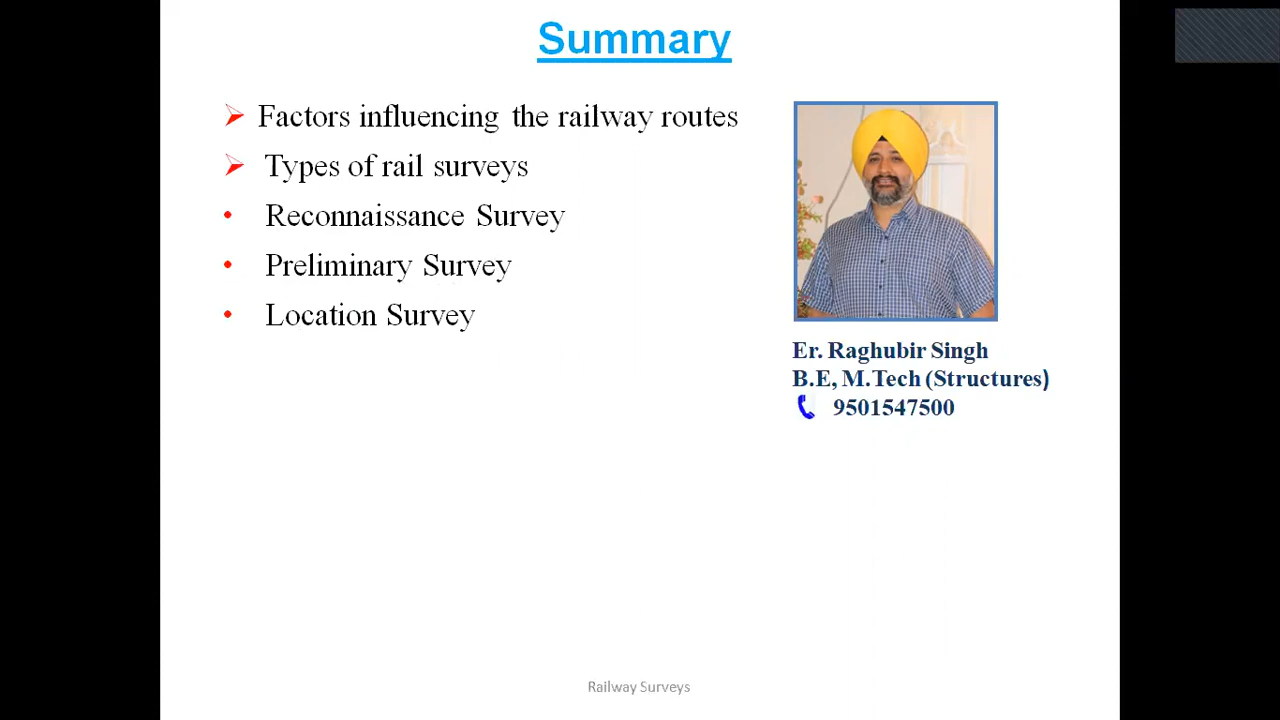 Summary
Factors influencing the railway routes
Types of rail surveys
Reconnaissance Survey
Preliminary Survey
Location Survey
Er. Raghubir Singh
B.E, M.Tech (Structures)
9501547500
Railway Surveys